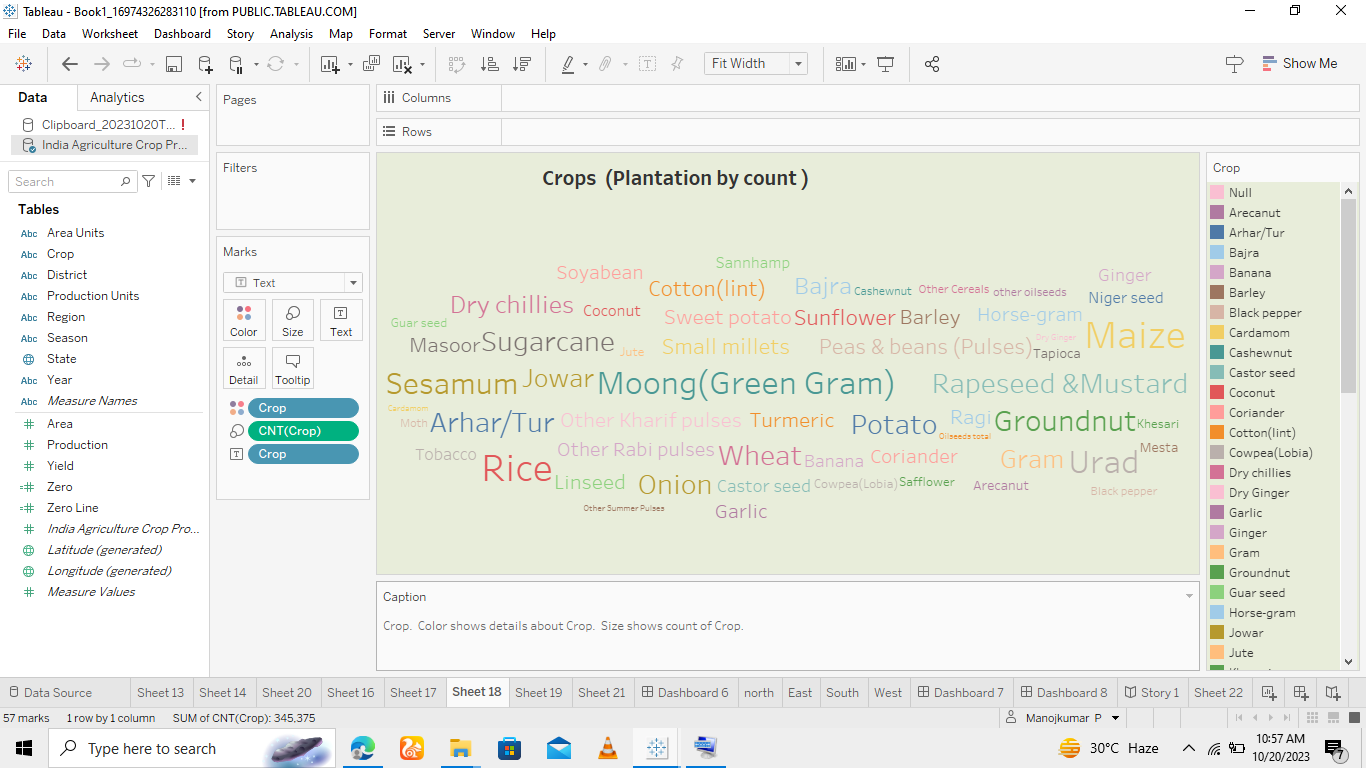 Tableau - Book1_16974326283110 [from PUBLIC.TABLEAU.COM]
File Data Worksheet Dashboard Story Analysis Map Format Server Window Help
Fit Width
Show Me
Data Analytics
Clipboard_20231020T... !
India Agriculture Crop Pr...
Search
Tables
Abc Area Units
Abc Crop
Abc District
Abc Production Units
Abc Region
Abc Season
State
Abc Year
Abc Measure Names
Area
Production
Yield
Zero
Zero Line
India Agriculture Crop Pro...
Latitude (generated)
Longitude (generated)
Measure Values
Pages
Filters
Marks
Text
Color Size Text
Detail Tooltip
Crop
CNT(Crop)
Crop
Columns
Rows
Crops (Plantation by count )
Sannhamp
Soyabean
Ginger
Cotton(lint) Bajra Cashewnut Other Cereals other oilseeds Niger seed
Dry chillies Coconut
Guar seed Sweet potato Sunflower Barley Horse-gram
Masoor Sugarcane Jute Small millets Peas & beans (Pulses) Dry Ginger Tapioca Maize
Sesamum Jowar Moong(Green Gram) Rapeseed &Mustard
Cardamom
Moth Arhar/Tur Other Kharif pulses Turmeric Potato Ragi Groundnut Khesari
Oilseeds total
Tobacco Other Rabi pulses Wheat Banana Coriander Gram Urad Mesta
Rice Linseed Onion Castor seed Cowpea(Lobia) Safflower Arecanut Black pepper
Other Summer Pulses Garlic
Caption
Crop. Color shows details about Crop. Size shows count of Crop.
Crop
Null
Arecanut
Arhar/Tur
Bajra
Banana
Barley
Black pepper
Cardamom
Cashewnut
Castor seed
Coconut
Coriander
Cotton(lint)
Cowpea(Lobia)
Dry chillies
Dry Ginger
Garlic
Ginger
Gram
Groundnut
Guar seed
Horse-gram
Jowar
Jute
Data Source Sheet 13 Sheet 14 Sheet 20 Sheet 16 Sheet 17 Sheet 18 Sheet 19 Sheet 21 Dashboard 6 north East South West Dashboard 7 Dashboard 8 Story 1 Sheet 22
57 marks 1 row by 1 column SUM of CNT(Crop): 345,375 Manojkumar P
Type here to search
30°C Haze
10:57 AM
10/20/2023
7